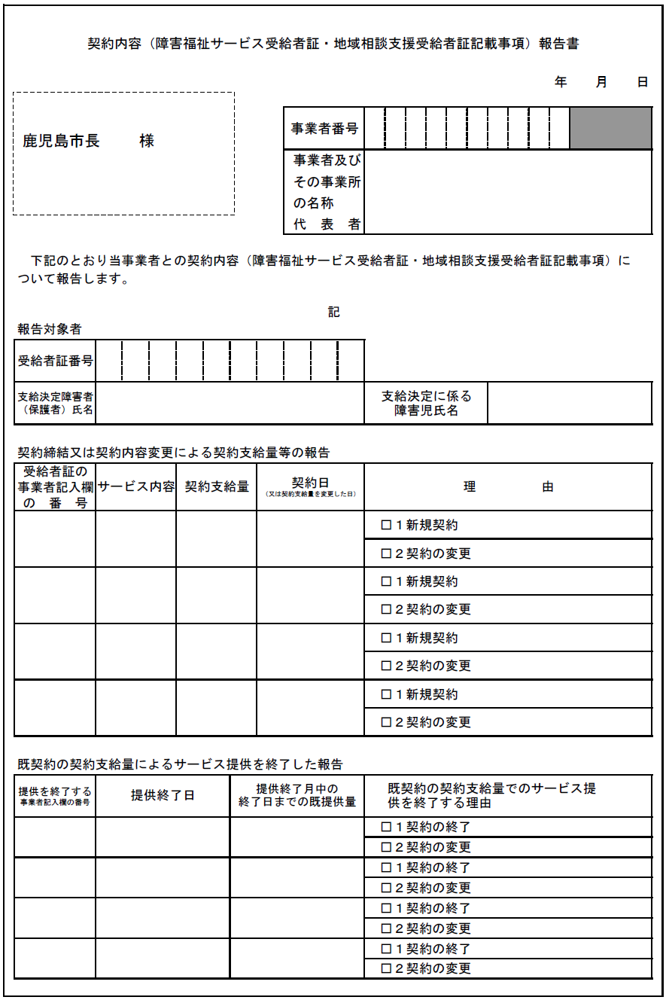 契約内容（障害福祉サービス受給者証・地域相談支援受給者証記載事項）報告書
年　月　日
鹿児島市長　　様
事業者番号
事業者及び
その事業所
の名称
代　表　者
下記のとおり当事業者との契約内容（障害福祉サービス受給者証・地域相談支援受給者証記載事項）に
ついて報告します。
記
報告対象者
受給者証番号
支給決定障害者
（保護者）氏名
支給決定に係る
障害児氏名
契約締結又は契約内容変更による契約支給量等の報告
受給者証の
事業者記入欄
の　番　号
サービス内容
契約支給量
契約日
（又は契約支給量を変更した日）
理　　　由
□１新規契約
□２契約の変更
□１新規契約
□２契約の変更
□１新規契約
□２契約の変更
□１新規契約
□２契約の変更
既契約の契約支給量によるサービス提供を終了した報告
提供を終了する
事業者記入欄の番号
提供終了日
提供終了月中の
終了日までの既提供量
既契約の契約支給量でのサービス提
供を終了する理由
□１契約の終了
□２契約の変更
□１契約の終了
□２契約の変更
□１契約の終了
□２契約の変更
□１契約の終了
□２契約の変更